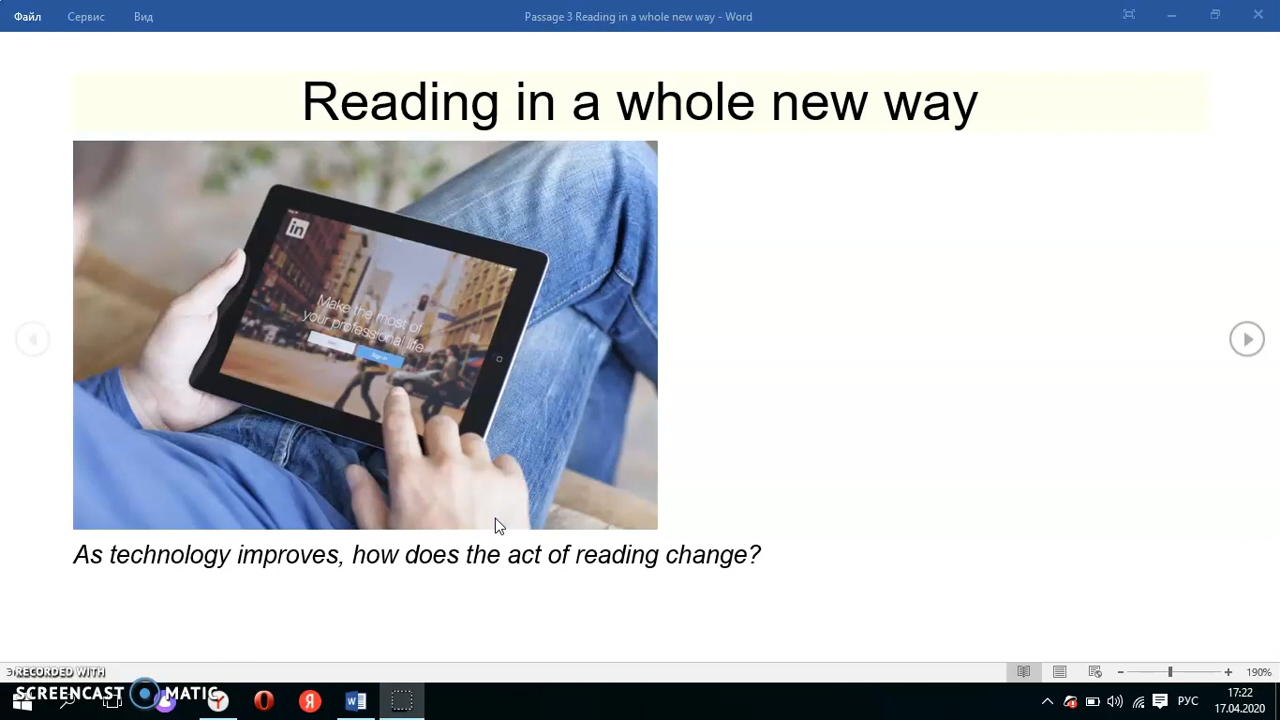 Файл Сервис Вид Passage 3 Reading in a whole new way - Word
Reading in a whole new way
in
Make the most of
your professional life
Sign in
As technology improves, how does the act of reading change?
190%
RECORDED WITH
SCREENCAST MATIC
РУС
17:22
17.04.2020